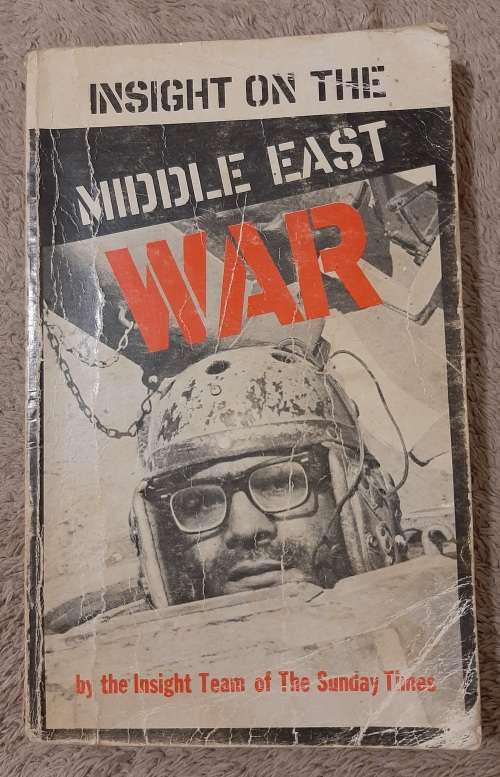 INSIGHT ON THE
MIDDLE EAST
WAR
by the Insight Team of The Sunday Times